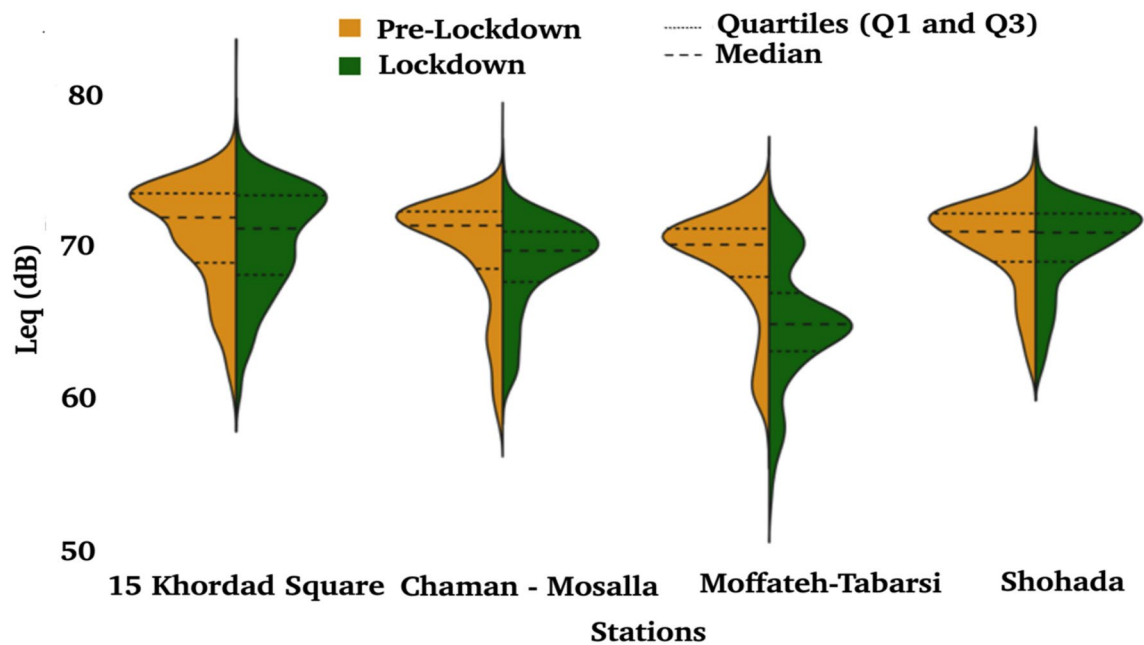 Pre-Lockdown
Lockdown
Quartiles (Q1 and Q3)
Median
80
70
60
50
Leq (dB)
15 Khordad Square
Chaman - Mosalla
Moffateh-Tabarsi
Shohada
Stations